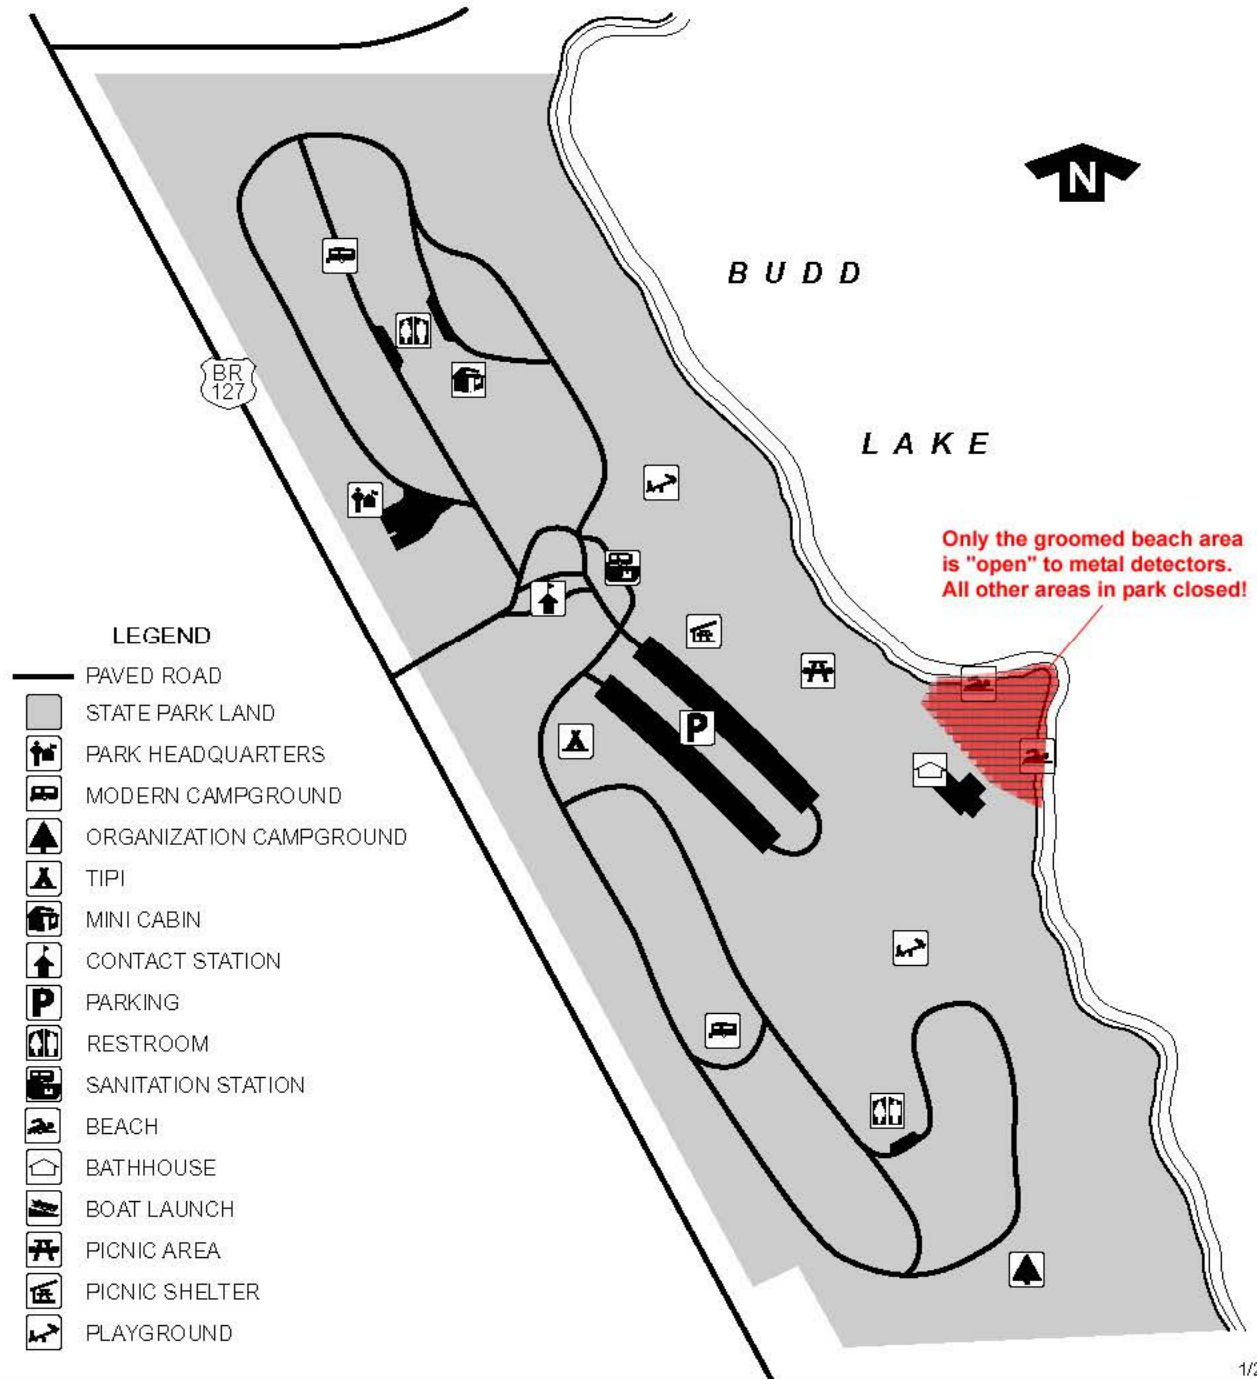 N
BUDD
BR
127
LAKE
Only the groomed beach area
is "open" to metal detectors.
All other areas in park closed!
P
LEGEND
PAVED ROAD
STATE PARK LAND
PARK HEADQUARTERS
MODERN CAMPGROUND
ORGANIZATION CAMPGROUND
TIPI
MINI CABIN
CONTACT STATION
P PARKING
RESTROOM
SANITATION STATION
BEACH
BATHHOUSE
BOAT LAUNCH
PICNIC AREA
PICNIC SHELTER
PLAYGROUND